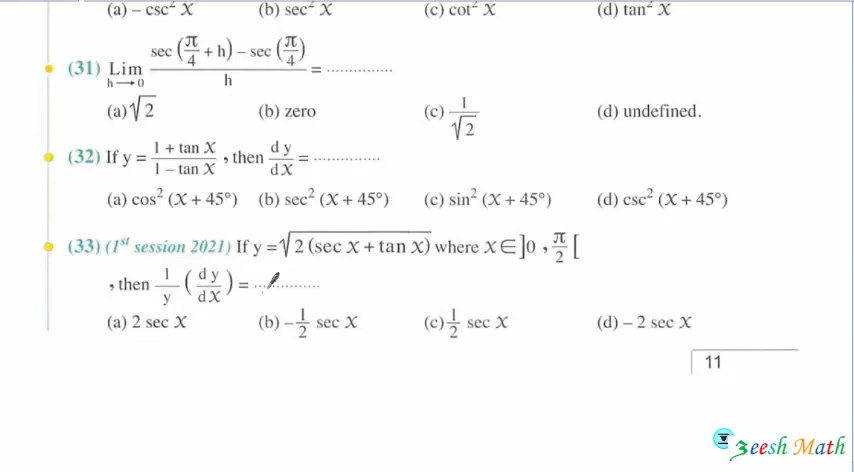 (a) – csc² X (b) sec² X (c) cot² X (d) tan² X
(31) Lim h→0 (sec (π/4 + h) – sec (π/4)) / h = ................
(a) √2 (b) zero (c) 1/√2 (d) undefined.
(32) If y = (1 + tan X)/(1 – tan X) , then dy/dX = ................
(a) cos² (X + 45°) (b) sec² (X + 45°) (c) sin² (X + 45°) (d) csc² (X + 45°)
(33) (1st session 2021) If y = √2 (sec X + tan X) where X ∈ ]0 , π/2 [
, then 1/y (dy/dX) = ................
(a) 2 sec X (b) – 1/2 sec X (c) 1/2 sec X (d) – 2 sec X
11
Zeesh Math